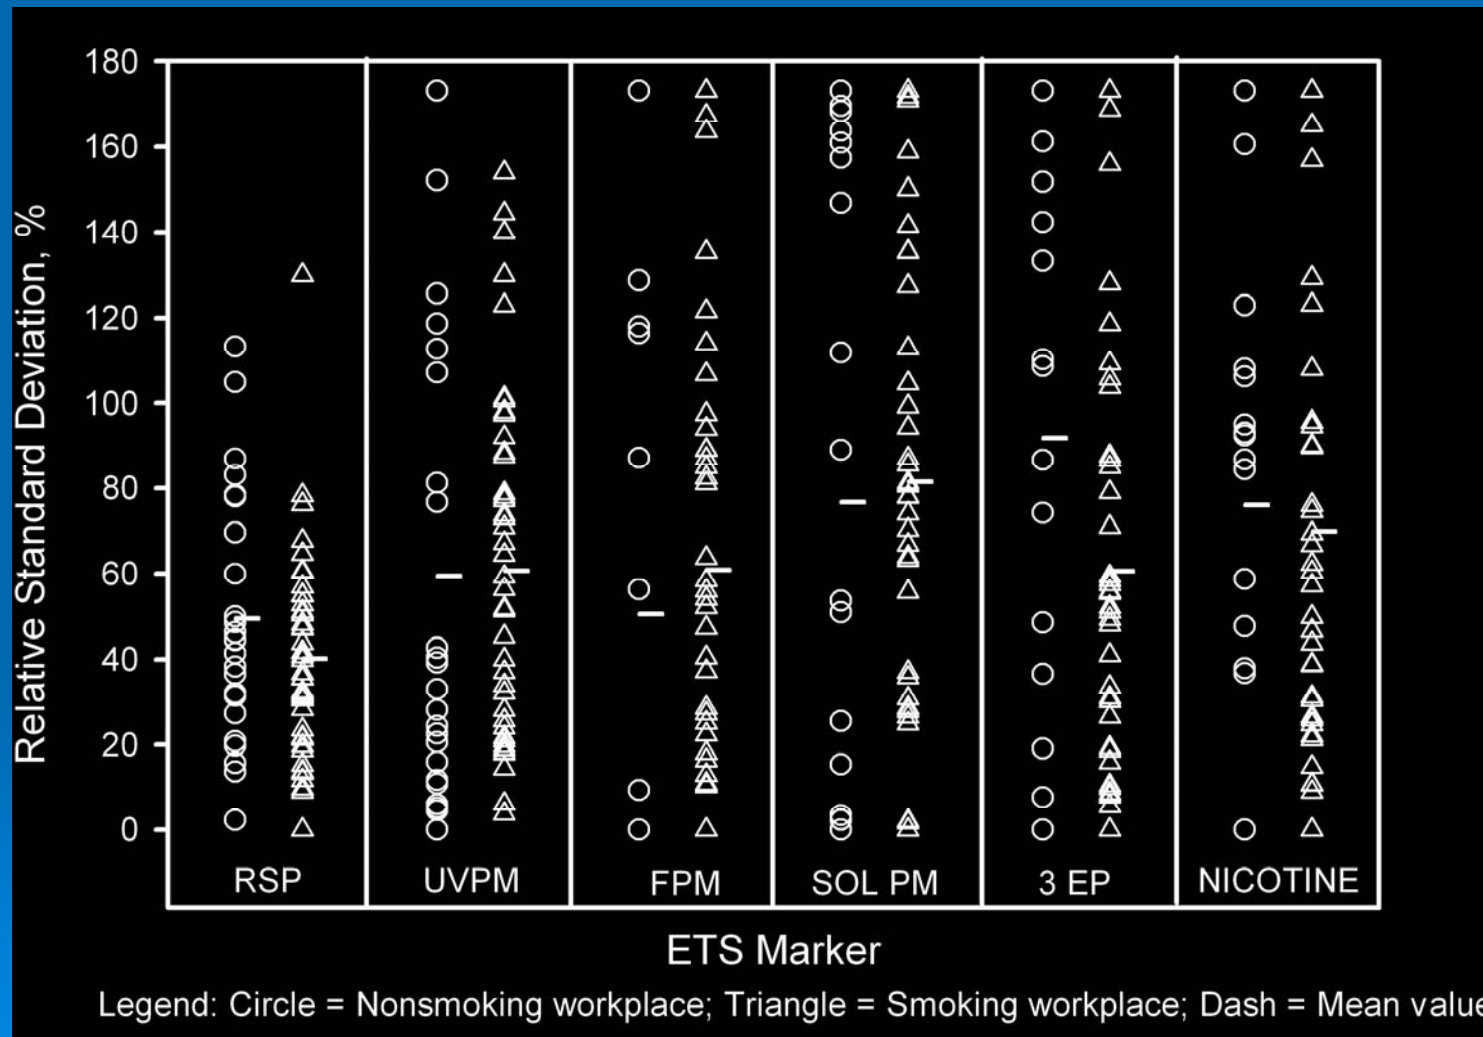 Relative Standard Deviation, %
180
160
140
120
100
80
60
40
20
0
RSP UVPM FPM SOL PM 3 EP NICOTINE
ETS Marker
Legend: Circle = Nonsmoking workplace; Triangle = Smoking workplace; Dash = Mean value